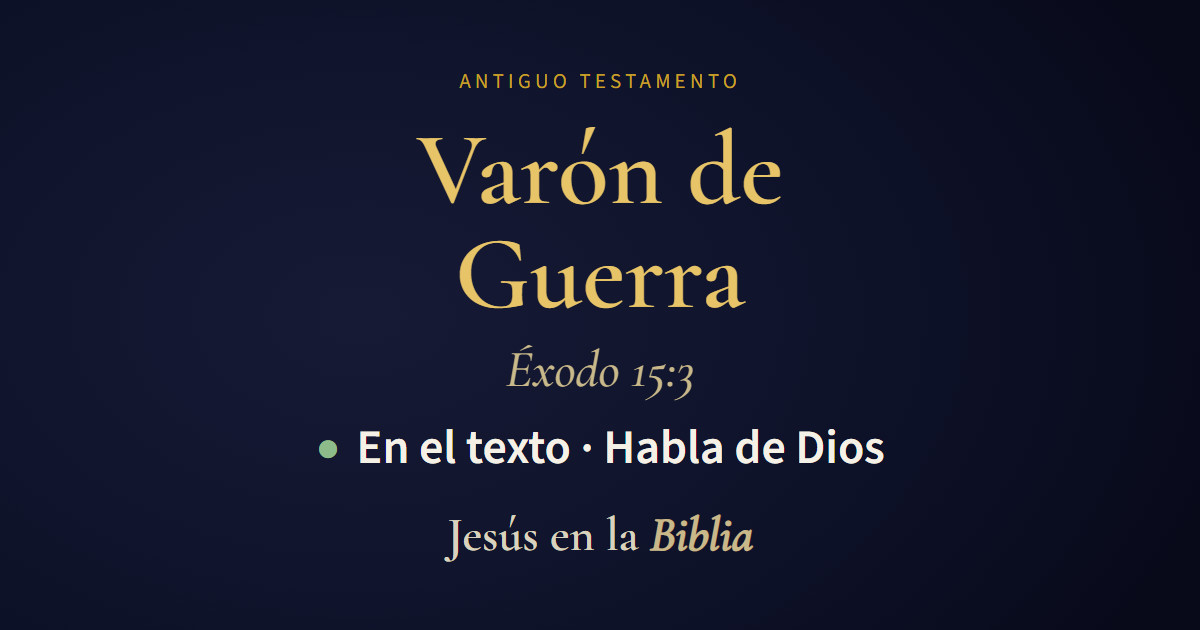 ANTIGUO TESTAMENTO
Varón de
Guerra
Éxodo 15:3
En el texto · Habla de Dios
Jesús en la Biblia